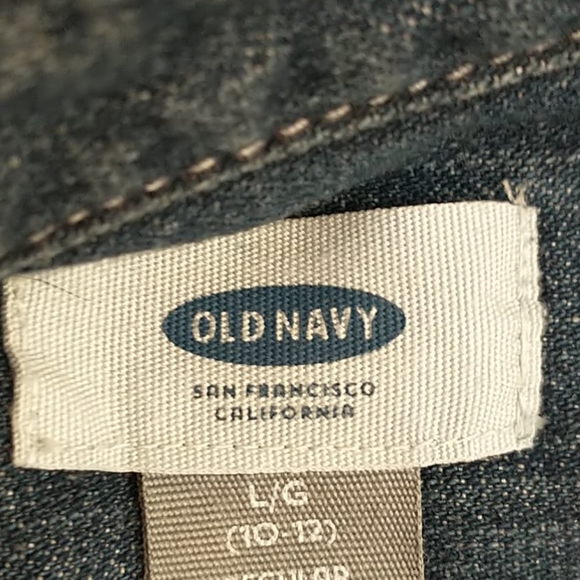 OLD NAVY
SAN FRANCISCO
CALIFORNIA
L/G
(10-12)